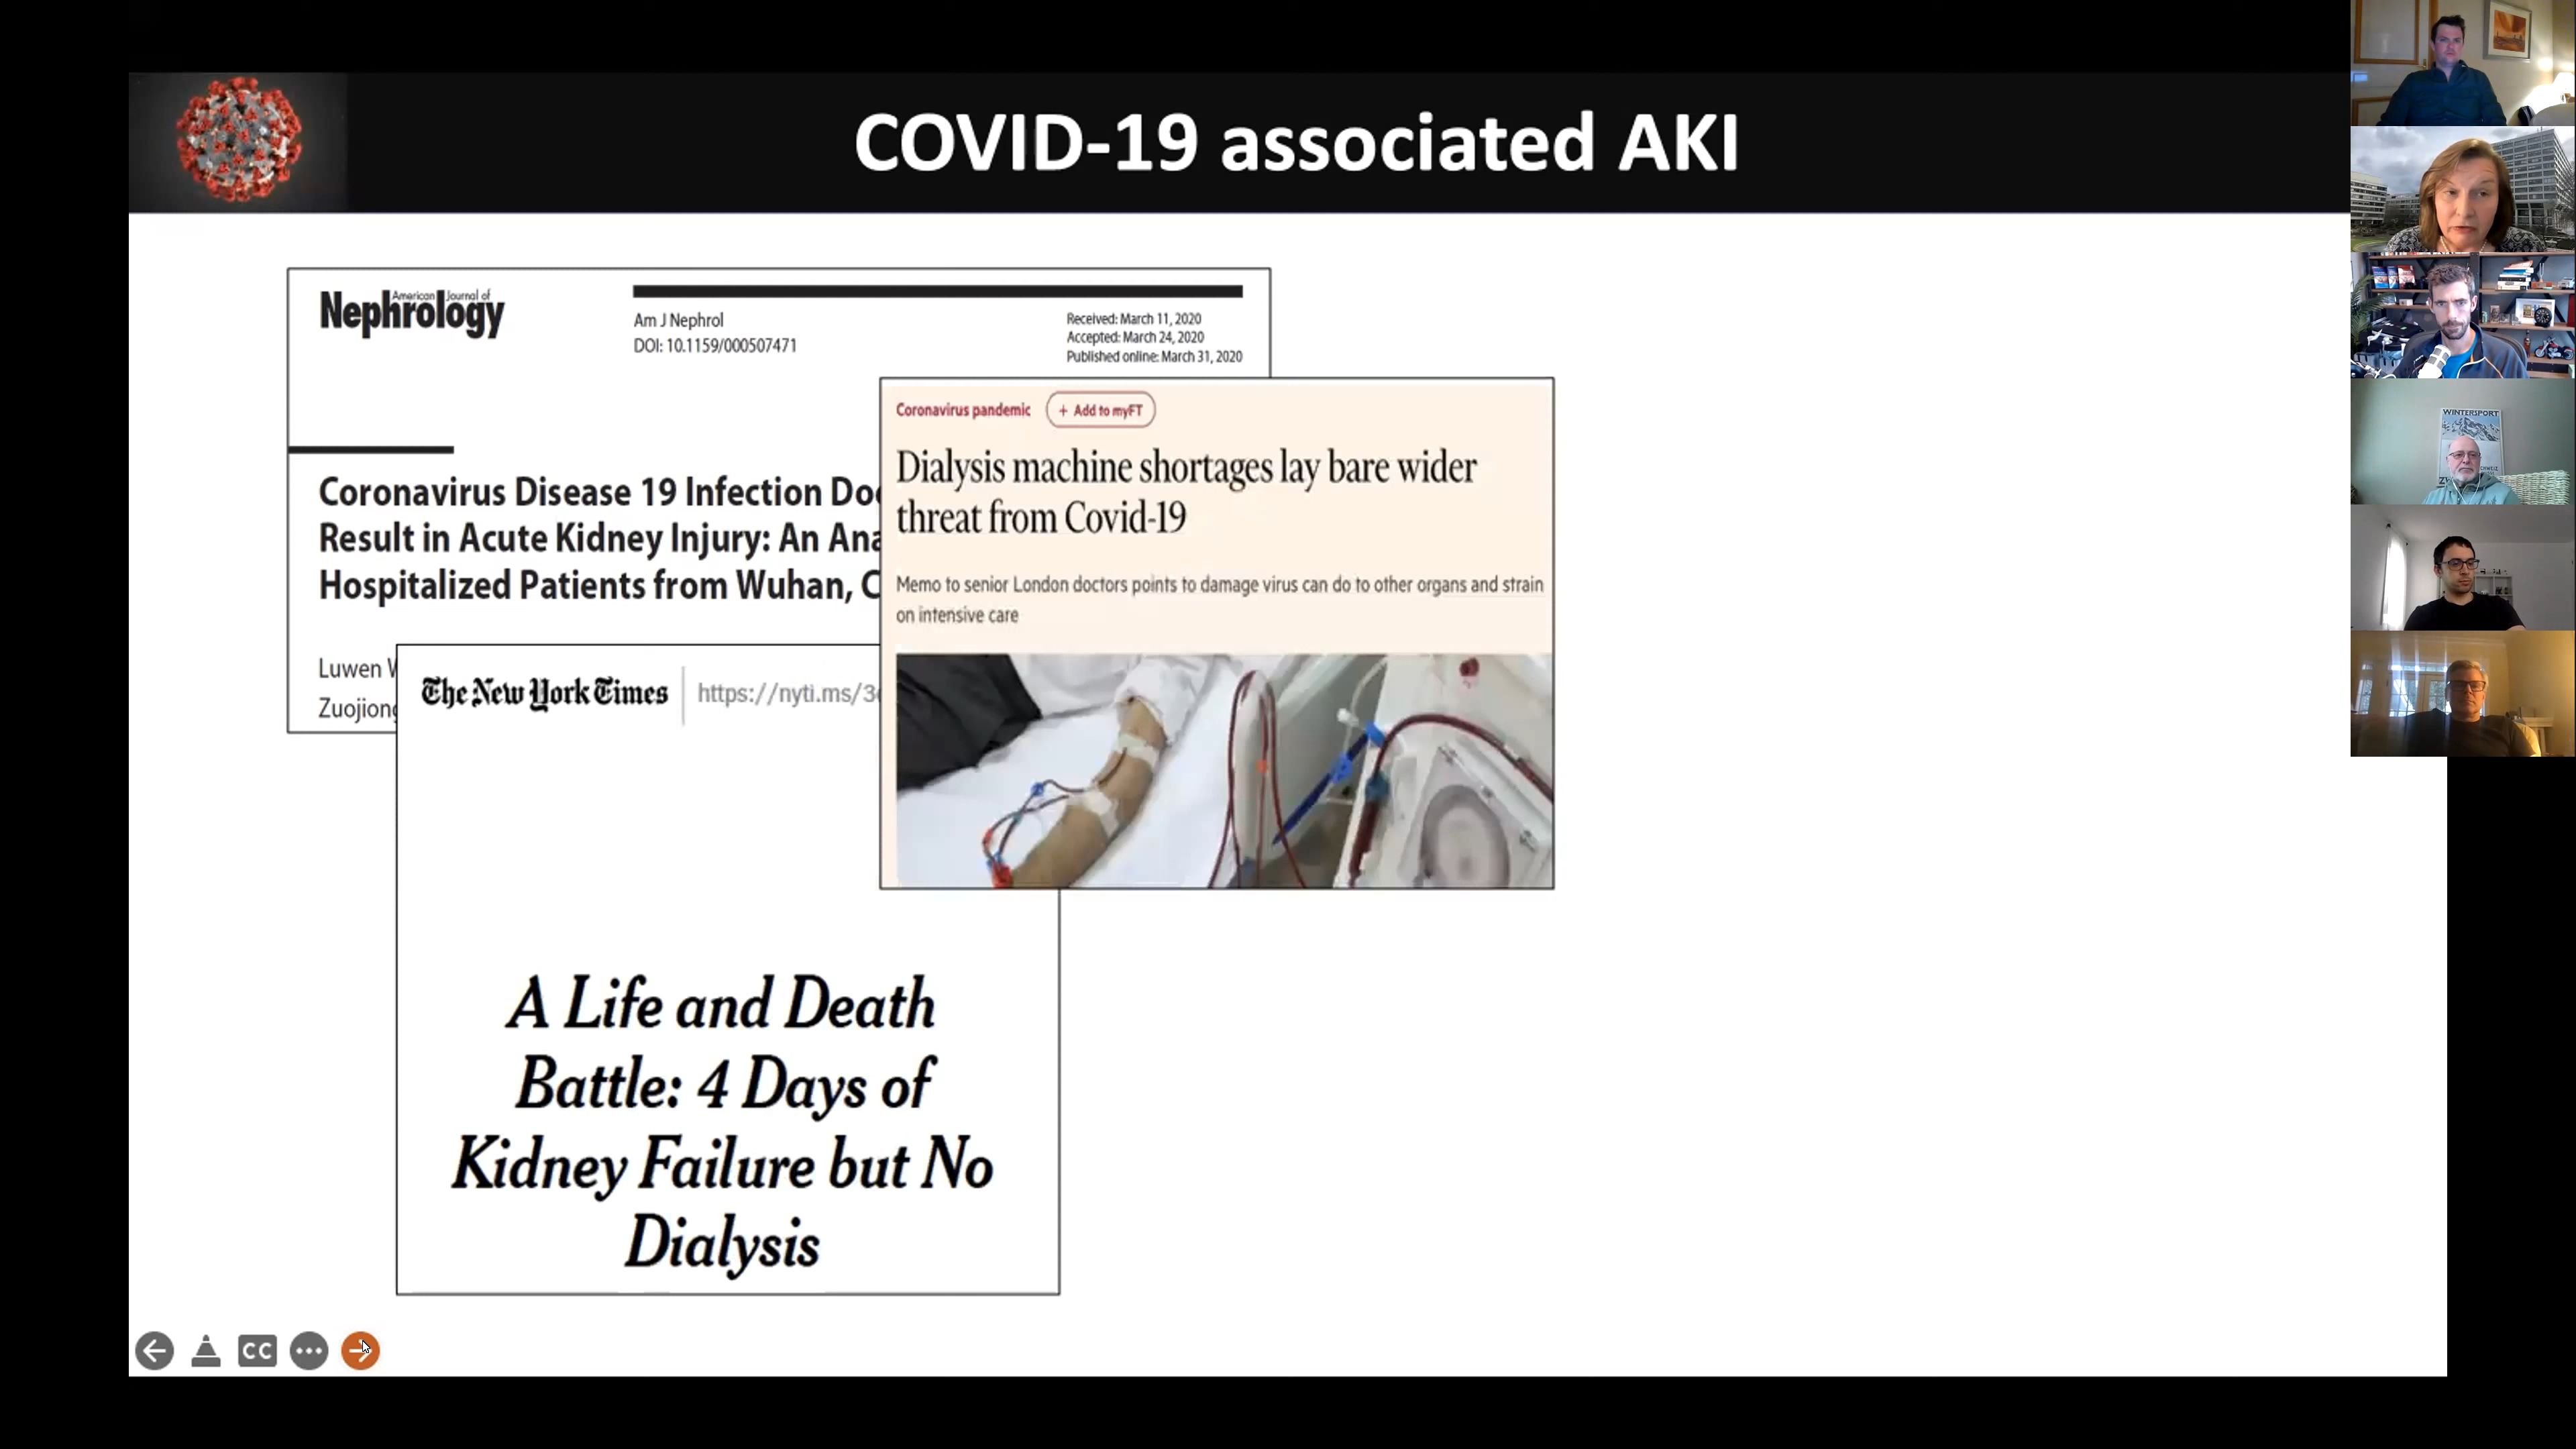 COVID-19 associated AKI
American Journal of
Nephrology
Am J Nephrol
DOI: 10.1159/000507471
Received: March 11, 2020
Accepted: March 24, 2020
Published online: March 31, 2020
Coronavirus Disease 19 Infection
Result in Acute Kidney Injury: An
Hospitalized Patients from Wuhan,
Luwen
Coronavirus pandemic
+ Add to myFT
Dialysis machine shortages lay bare wider
threat from Covid-19
Memo to senior London doctors points to damage virus can do to other organs and strain
on intensive care
The New York Times
https://nyti.ms/3
A Life and Death
Battle: 4 Days of
Kidney Failure but No
Dialysis
CC
WINTERSPORT